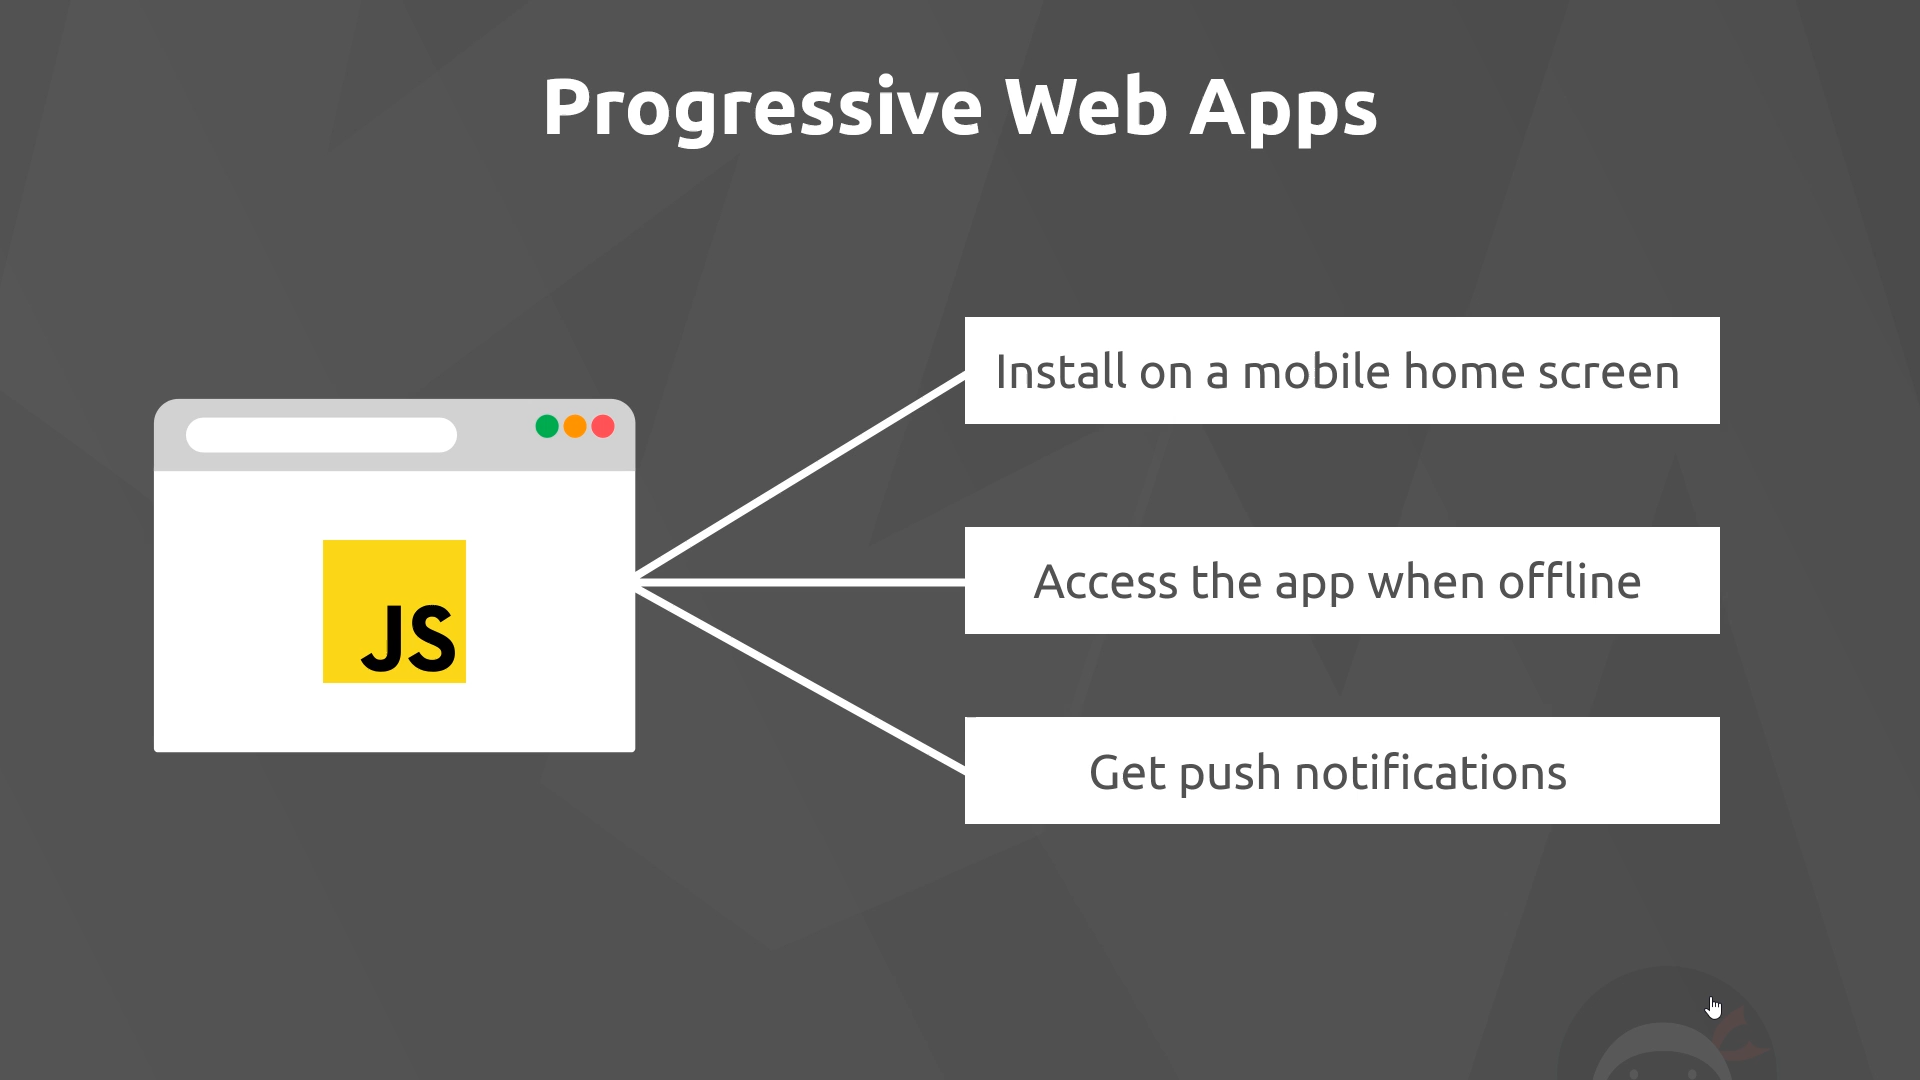 Progressive Web Apps
Install on a mobile home screen
Access the app when offline
JS
Get push notifications